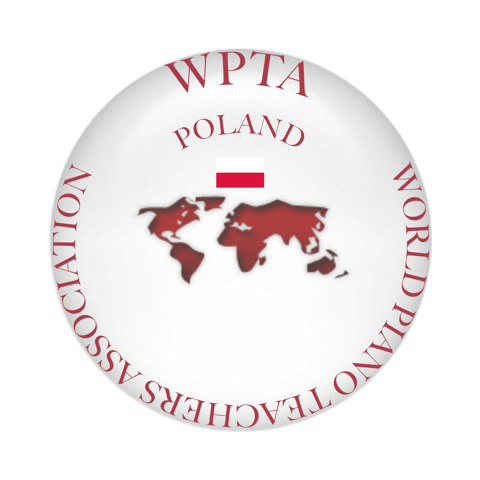 WPTA
POLAND
WORLD PIANO TEACHERS ASSOCIATION